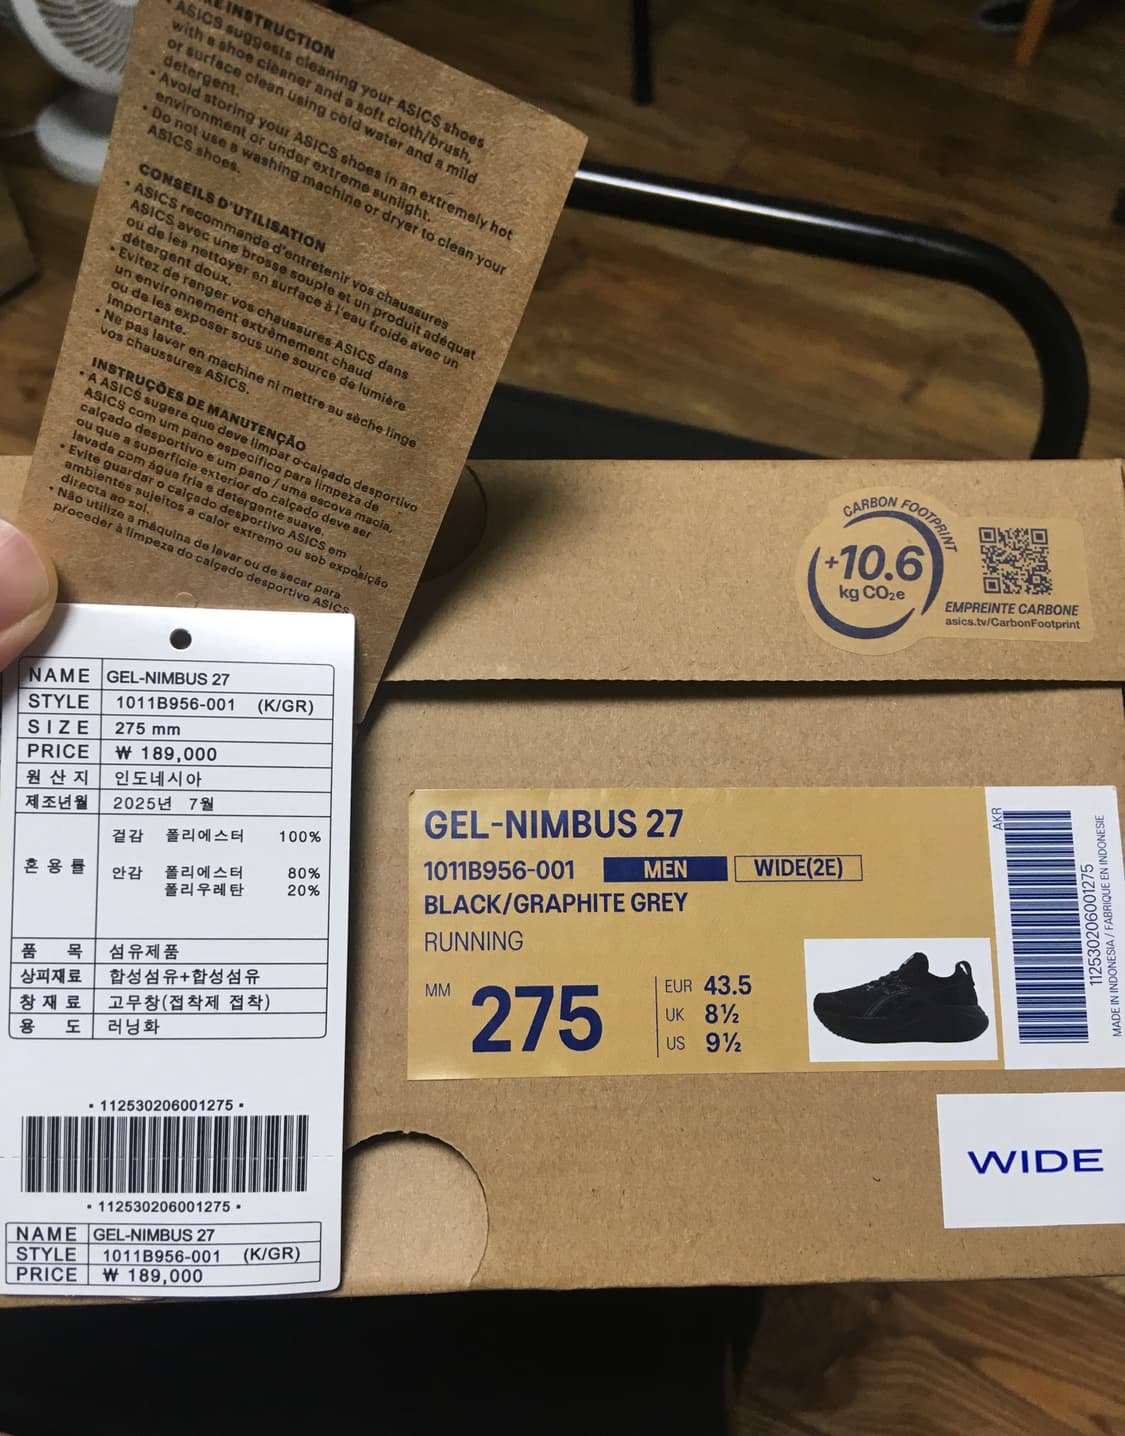 RE INSTRUCTION
• ASICS suggests cleaning your ASICS shoes
with a shoe cleaner and a soft cloth/brush,
or surface clean using cold water and a mild
detergent.
• Avoid storing your ASICS shoes in an extremely hot
environment or under extreme sunlight.
• Do not use a washing machine or dryer to clean your
ASICS shoes.
CONSEILS D'UTILISATION
• ASICS recommande d'entretenir vos chaussures
ASICS avec une brosse souple et un produit adéquat
ou de les nettoyer en surface à l'eau froide avec un
détergent doux.
• Evitez de ranger vos chaussures ASICS dans
un environnement extrêmement chaud
ou de les exposer sous une source de lumière
importante.
• Ne pas laver en machine ni mettre au sèche linge
vos chaussures ASICS.
INSTRUÇÕES DE MANUTENÇÃO
• A ASICS sugere que deve limpar o calçado desportivo
ASICS com um pano específico para limpeza de
calçado desportivo e um pano / uma escova macia,
ou que a superfície exterior do calçado deve ser
lavada com água fria e detergente suave.
• Evite guardar o calçado desportivo ASICS em
ambientes sujeitos a calor extremo ou sob exposição
directa ao sol.
• Não utilize a máquina de lavar ou de secar para
proceder à limpeza do calçado desportivo ASICS
CARBON FOOTPRINT
+10.6
kg CO₂e
EMPREINTE CARBONE
asics.tv/CarbonFootprint
NAME GEL-NIMBUS 27
STYLE 1011B956-001 (K/GR)
SIZE 275 mm
PRICE ₩ 189,000
원산지 인도네시아
제조년월 2025년 7월
혼용률
겉감 폴리에스터 100%
안감 폴리에스터 80%
폴리우레탄 20%
품목 섬유제품
상피재료 합성섬유+합성섬유
창재료 고무창(접착제 접착)
용도 러닝화
• 112530206001275 •
• 112530206001275 •
NAME GEL-NIMBUS 27
STYLE 1011B956-001 (K/GR)
PRICE ₩ 189,000
GEL-NIMBUS 27
1011B956-001 MEN WIDE(2E)
BLACK/GRAPHITE GREY
RUNNING
MM 275
EUR 43.5
UK 8½
US 9½
AKR
112530206001275
MADE IN INDONESIA / FABRIQUE EN INDONESIE
WIDE